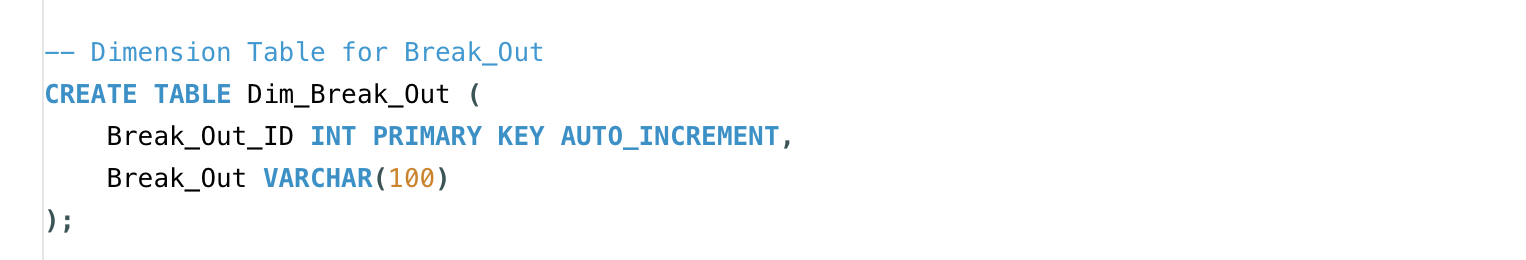 -- Dimension Table for Break_Out
CREATE TABLE Dim_Break_Out (
    Break_Out_ID INT PRIMARY KEY AUTO_INCREMENT,
    Break_Out VARCHAR(100)
);